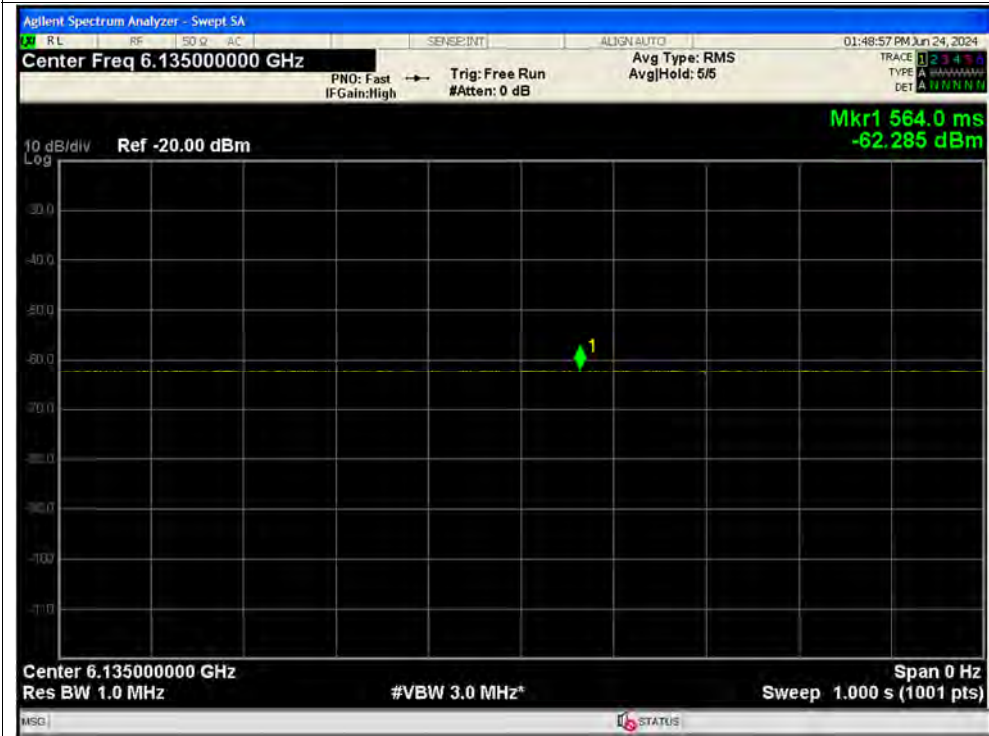 Agilent Spectrum Analyzer - Swept SA
RL RF 50 Ω AC SENSE:INT ALIGN AUTO 01:48:57 PM Jun 24, 2024
Center Freq 6.135000000 GHz
PNO: Fast
IFGain:High
Trig: Free Run
#Atten: 0 dB
Avg Type: RMS
Avg|Hold: 5/5
TRACE 1 2 3 4 5 6
TYPE A
DET A N N N N N
Mkr1 564.0 ms
-62.285 dBm
10 dB/div Ref -20.00 dBm
Log
-30.0
-40.0
-50.0
1
-60.0
-70.0
-80.0
-90.0
-100
-110
Center 6.135000000 GHz Span 0 Hz
Res BW 1.0 MHz #VBW 3.0 MHz* Sweep 1.000 s (1001 pts)
MSG STATUS